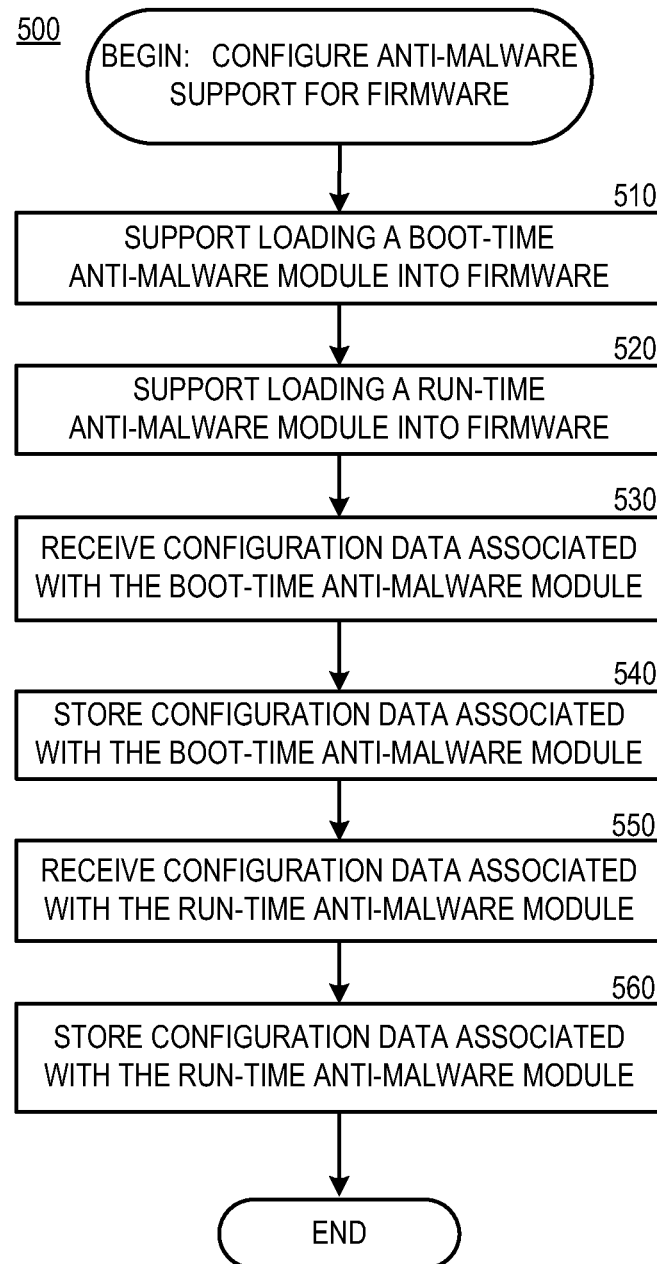 500
BEGIN: CONFIGURE ANTI-MALWARE
SUPPORT FOR FIRMWARE
510
SUPPORT LOADING A BOOT-TIME
ANTI-MALWARE MODULE INTO FIRMWARE
520
SUPPORT LOADING A RUN-TIME
ANTI-MALWARE MODULE INTO FIRMWARE
530
RECEIVE CONFIGURATION DATA ASSOCIATED
WITH THE BOOT-TIME ANTI-MALWARE MODULE
540
STORE CONFIGURATION DATA ASSOCIATED
WITH THE BOOT-TIME ANTI-MALWARE MODULE
550
RECEIVE CONFIGURATION DATA ASSOCIATED
WITH THE RUN-TIME ANTI-MALWARE MODULE
560
STORE CONFIGURATION DATA ASSOCIATED
WITH THE RUN-TIME ANTI-MALWARE MODULE
END